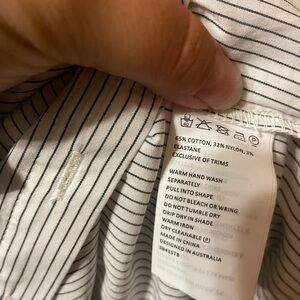 65% COTTON, 32% NYLON, 3%
ELASTANE
EXCLUSIVE OF TRIMS
WARM HAND WASH
SEPARATELY
PULL INTO SHAPE
DO NOT BLEACH OR WRING
DO NOT TUMBLE DRY
DRIP DRY IN SHADE
WARM IRON
DRY CLEANABLE (P)
MADE IN CHINA
DESIGNED IN AUSTRALIA